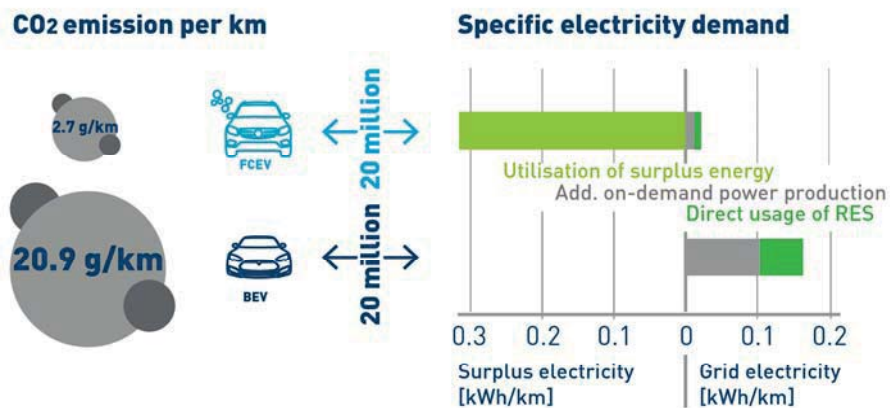 CO2 emission per km
2.7 g/km
FCEV
20 million
20.9 g/km
BEV
20 million
Specific electricity demand
Utilisation of surplus energy
Add. on-demand power production
Direct usage of RES
0.3 0.2 0.1 0 0.1 0.2
Surplus electricity
[kWh/km]
Grid electricity
[kWh/km]